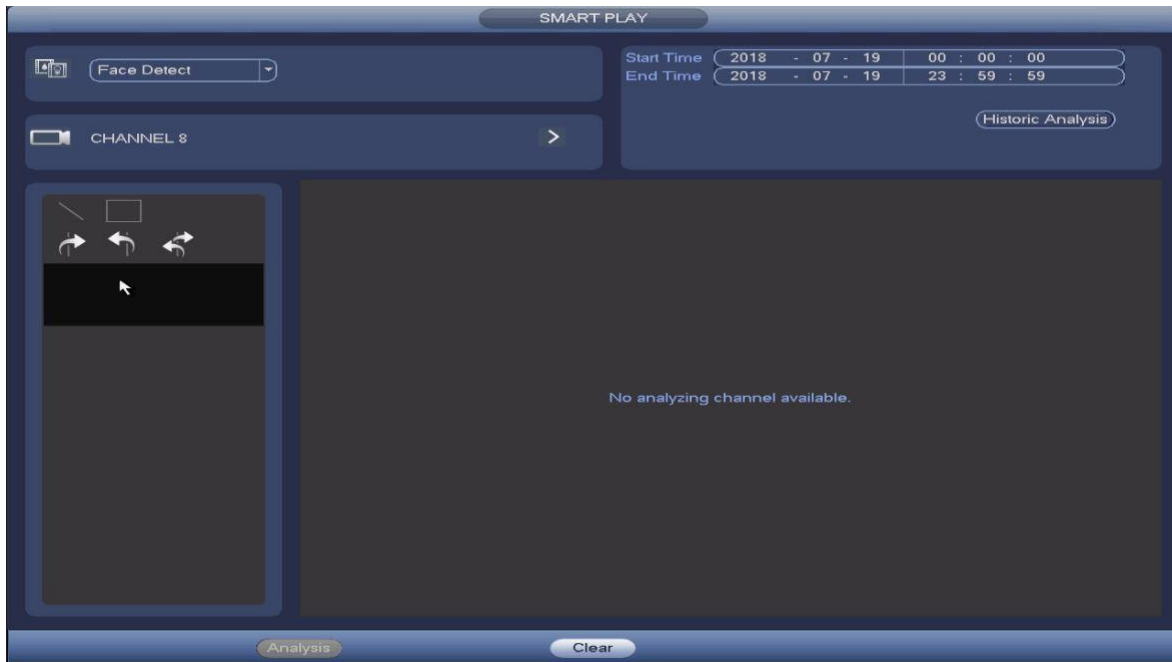 SMART PLAY
Face Detect
Start Time 2018 - 07 - 19 00 : 00 : 00
End Time 2018 - 07 - 19 23 : 59 : 59
Historic Analysis
CHANNEL 8
No analyzing channel available.
Analysis Clear